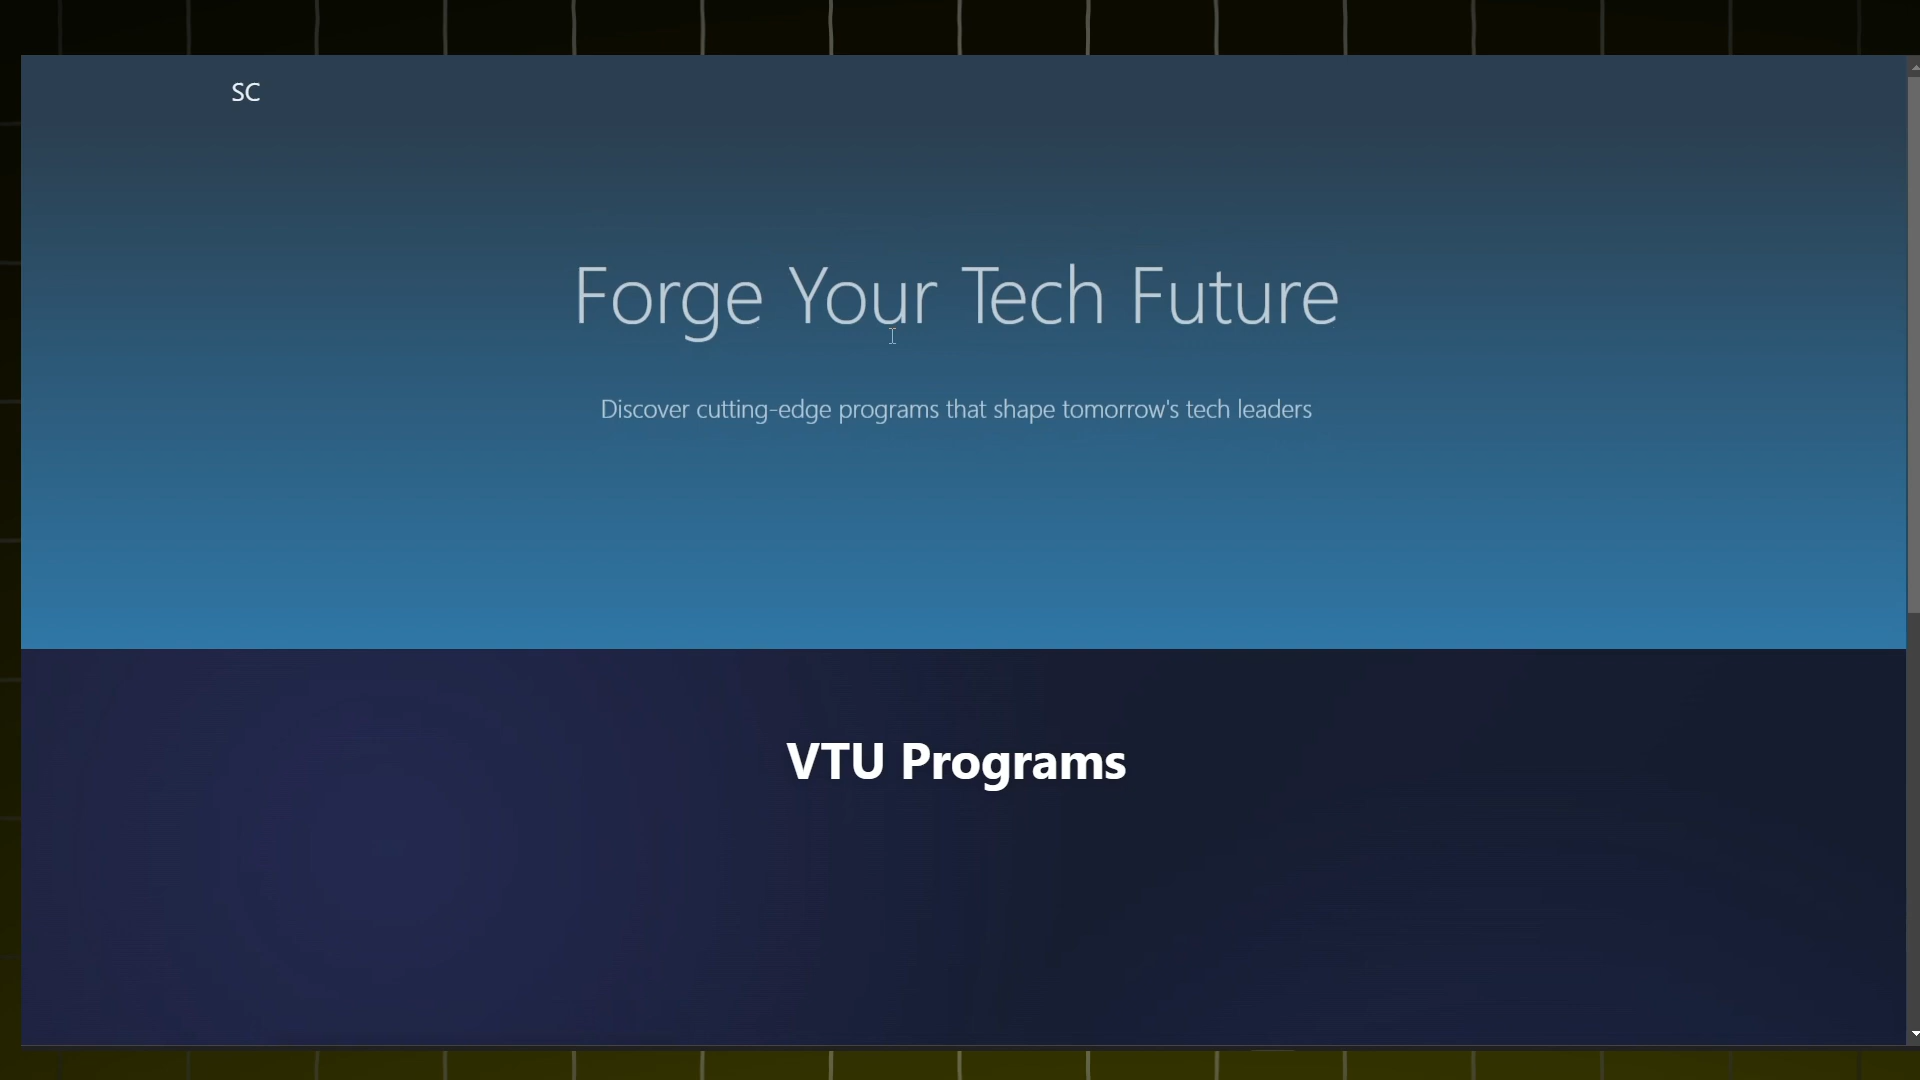 SC
Forge Your Tech Future
Discover cutting-edge programs that shape tomorrow's tech leaders
VTU Programs